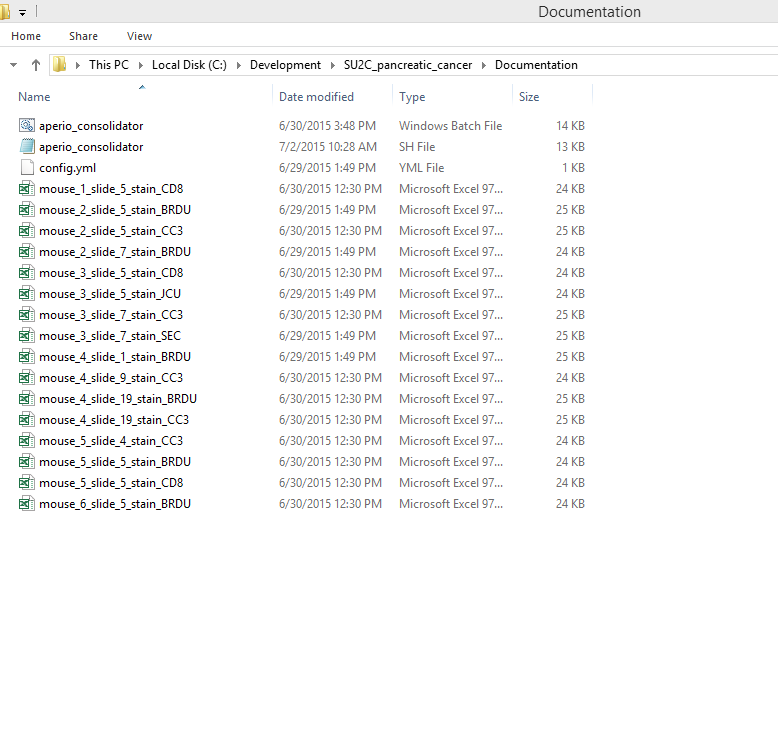 Documentation
Home Share View
This PC Local Disk (C:) Development SU2C_pancreatic_cancer Documentation
Name Date modified Type Size
aperio_consolidator 6/30/2015 3:48 PM Windows Batch File 14 KB
aperio_consolidator 7/2/2015 10:28 AM SH File 13 KB
config.yml 6/29/2015 1:49 PM YML File 1 KB
mouse_1_slide_5_stain_CD8 6/30/2015 12:30 PM Microsoft Excel 97... 24 KB
mouse_2_slide_5_stain_BRDU 6/29/2015 1:49 PM Microsoft Excel 97... 25 KB
mouse_2_slide_5_stain_CC3 6/30/2015 12:30 PM Microsoft Excel 97... 25 KB
mouse_2_slide_7_stain_BRDU 6/29/2015 1:49 PM Microsoft Excel 97... 24 KB
mouse_3_slide_5_stain_CD8 6/30/2015 12:30 PM Microsoft Excel 97... 24 KB
mouse_3_slide_5_stain_JCU 6/29/2015 1:49 PM Microsoft Excel 97... 25 KB
mouse_3_slide_7_stain_CC3 6/30/2015 12:30 PM Microsoft Excel 97... 24 KB
mouse_3_slide_7_stain_SEC 6/29/2015 1:49 PM Microsoft Excel 97... 25 KB
mouse_4_slide_1_stain_BRDU 6/29/2015 1:49 PM Microsoft Excel 97... 25 KB
mouse_4_slide_9_stain_CC3 6/30/2015 12:30 PM Microsoft Excel 97... 24 KB
mouse_4_slide_19_stain_BRDU 6/30/2015 12:30 PM Microsoft Excel 97... 25 KB
mouse_4_slide_19_stain_CC3 6/30/2015 12:30 PM Microsoft Excel 97... 25 KB
mouse_5_slide_4_stain_CC3 6/30/2015 12:30 PM Microsoft Excel 97... 24 KB
mouse_5_slide_5_stain_BRDU 6/30/2015 12:30 PM Microsoft Excel 97... 24 KB
mouse_5_slide_5_stain_CD8 6/30/2015 12:30 PM Microsoft Excel 97... 24 KB
mouse_6_slide_5_stain_BRDU 6/30/2015 12:30 PM Microsoft Excel 97... 24 KB